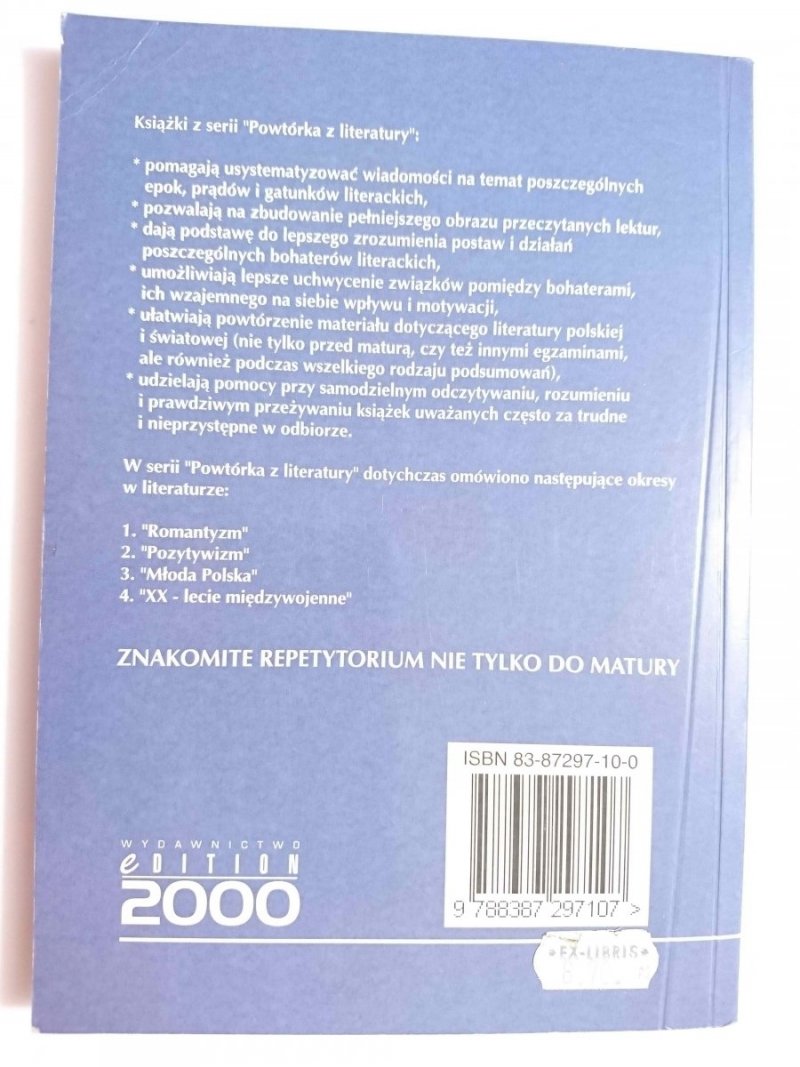 Książki z serii "Powtórka z literatury":
* pomagają usystematyzować wiadomości na temat poszczególnych
epok, prądów i gatunków literackich,
* pozwalają na zbudowanie pełniejszego obrazu przeczytanych lektur,
* dają podstawę do lepszego zrozumienia postaw i działań
poszczególnych bohaterów literackich,
* umożliwiają lepsze uchwycenie związków pomiędzy bohaterami,
ich wzajemnego na siebie wpływu i motywacji,
* ułatwiają powtórzenie materiału dotyczącego literatury polskiej
i światowej (nie tylko przed maturą, czy też innymi egzaminami,
ale również podczas wszelkiego rodzaju podsumowań),
* udzielają pomocy przy samodzielnym odczytywaniu, rozumieniu
i prawdziwym przeżywaniu książek uważanych często za trudne
i nieprzystępne w odbiorze.
W serii "Powtórka z literatury" dotychczas omówiono następujące okresy
w literaturze:
1. "Romantyzm"
2. "Pozytywizm"
3. "Młoda Polska"
4. "XX - lecie międzywojenne"
ZNAKOMITE REPETYTORIUM NIE TYLKO DO MATURY
ISBN 83-87297-10-0
9 788387 297107 >
WYDAWNICTWO
eDITION
2000
* EX-LIBRIS *